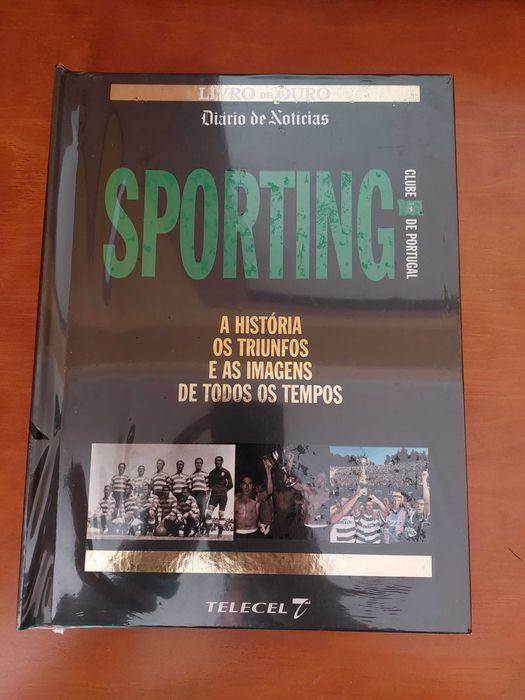 LIVRO DE OURO
Diário de Notícias
SPORTING
CLUBE DE PORTUGAL
A HISTÓRIA
OS TRIUNFOS
E AS IMAGENS
DE TODOS OS TEMPOS
TELECEL